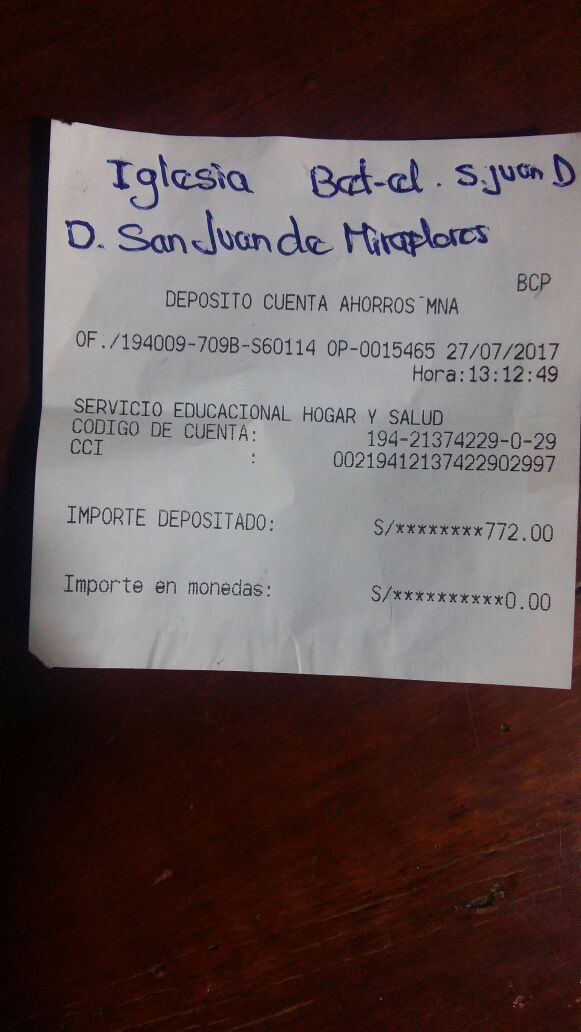 Iglesia Bet-el. S. juan D
D. San Juan de Miraflores
BCP
DEPOSITO CUENTA AHORROS MNA
OF./194009-709B-S60114 OP-0015465 27/07/2017
Hora:13:12:49
SERVICIO EDUCACIONAL HOGAR Y SALUD
CODIGO DE CUENTA: 194-21374229-0-29
CCI : 00219412137422902997
IMPORTE DEPOSITADO: S/********772.00
Importe en monedas: S/**********0.00